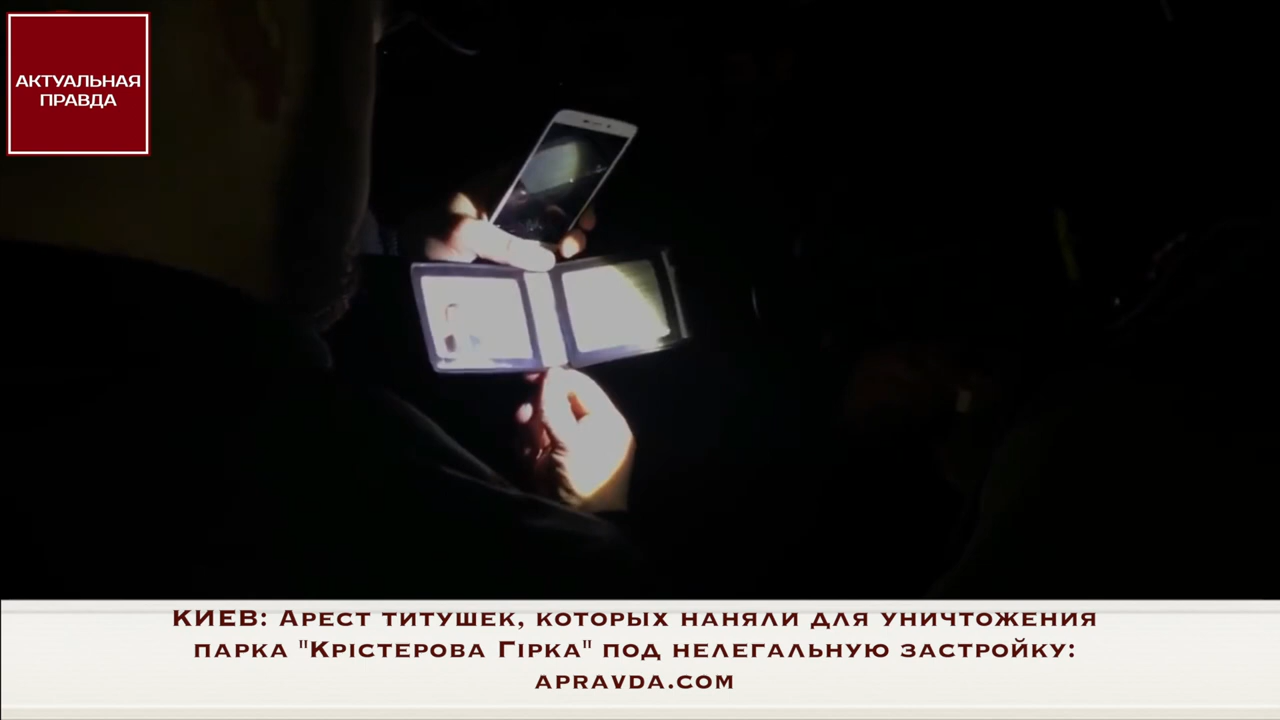 АКТУАЛЬНАЯ
ПРАВДА
КИЕВ: Арест титушек, которых наняли для уничтожения
парка "Крістерова Гірка" под нелегальную застройку:
apravda.com